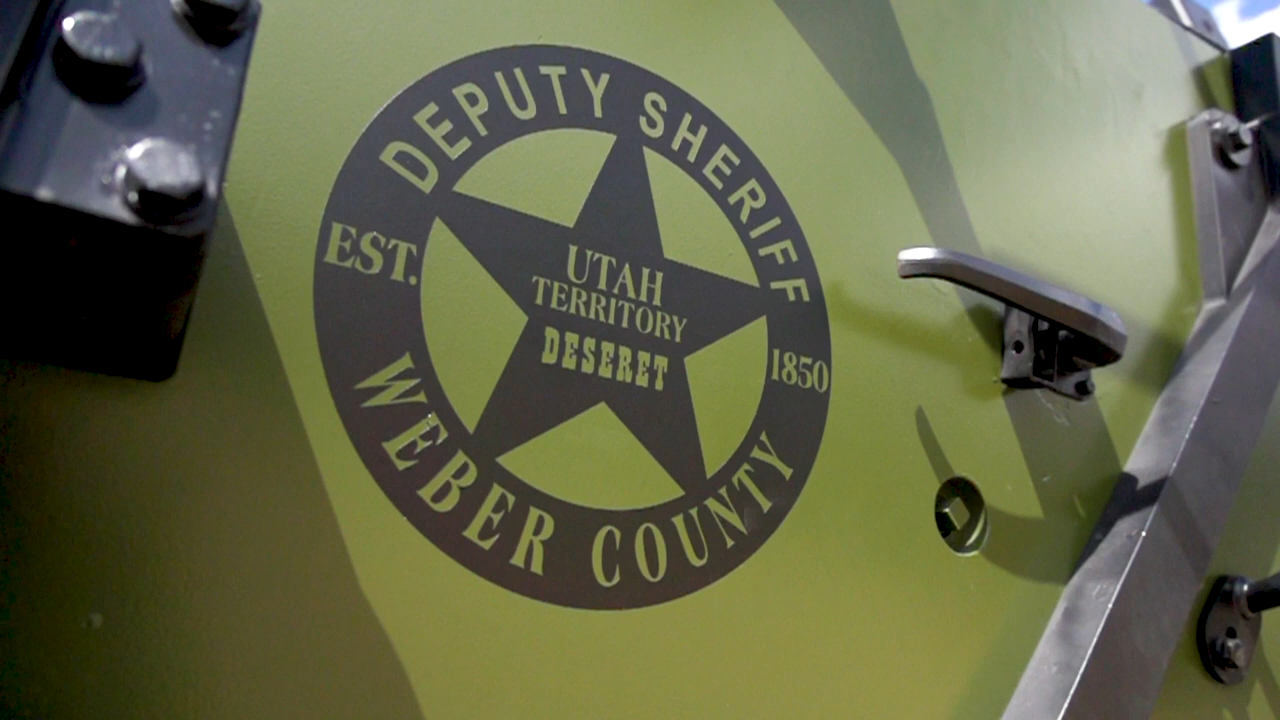 DEPUTY SHERIFF
EST.
UTAH
TERRITORY
DESERET
1850
WEBER COUNTY